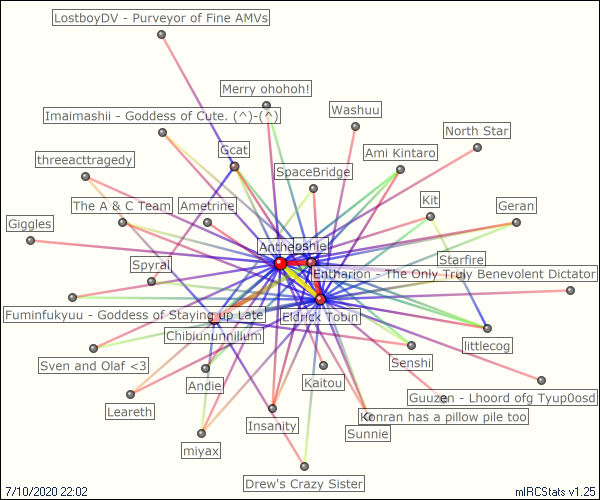 LostboyDV - Purveyor of Fine AMVs
Merry ohohoh!
Washuu
Imaimashii - Goddess of Cute. (^)-(^)
North Star
Gcat
Ami Kintaro
threeacttragedy
SpaceBridge
Kit
The A & C Team
Ametrine
Geran
Giggles
Anthe
oshie
Starfire
Spyral
Entharion - The Only Truly Benevolent Dictator
Fuminfukyuu - Goddess of Staying up Late
Eldrick Tobin
Chibiununnilium
littlecog
Sven and Olaf <3
Senshi
Andie
Kaitou
Leareth
Guuzen - Lhoord ofg Tyup0osd
Konran has a pillow pile too
Insanity
Sunnie
miyax
Drew's Crazy Sister
7/10/2020 22:02
mIRCStats v1.25